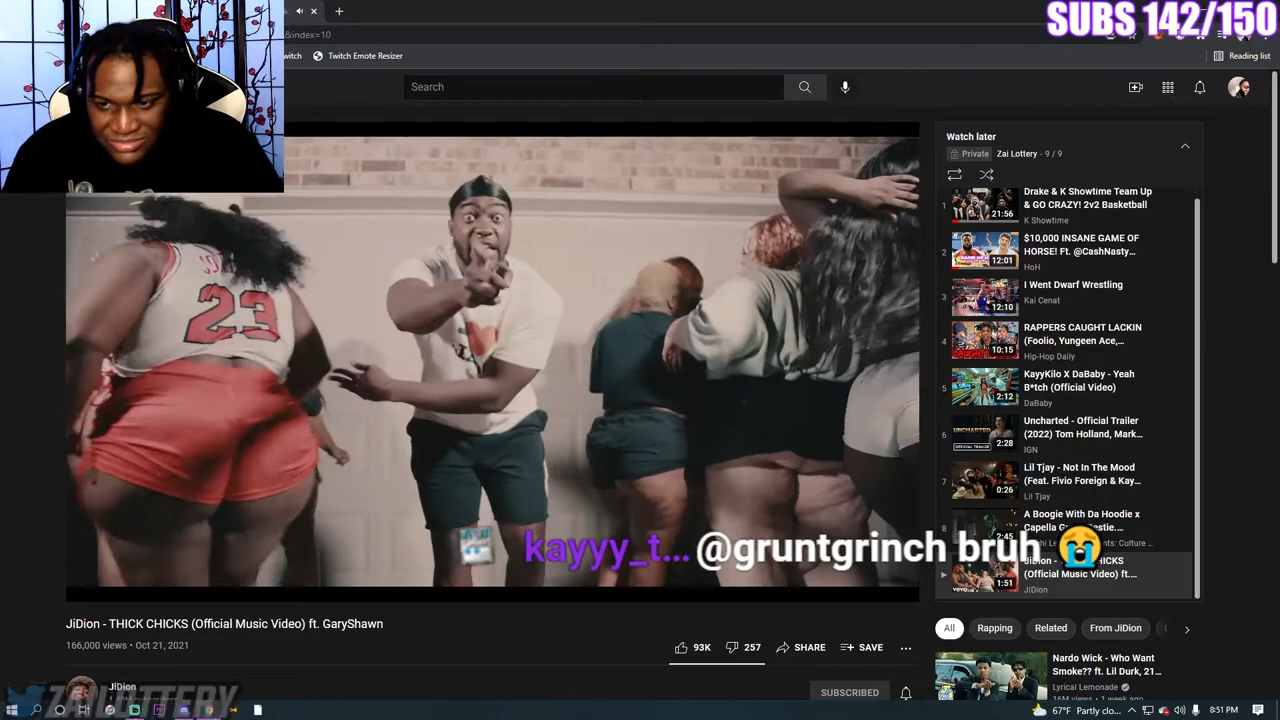 SUBS 142/150
&index=10
witch
Twitch Emote Resizer
Reading list
Search
Watch later
Private
Zai Lottery · 9 / 9
1
21:56
Drake & K Showtime Team Up
& GO CRAZY! 2v2 Basketball
K Showtime
2
12:01
$10,000 INSANE GAME OF
HORSE! Ft. @CashNasty…
HoH
3
12:10
I Went Dwarf Wrestling
Kai Cenat
4
10:15
RAPPERS CAUGHT LACKIN
(Foolio, Yungeen Ace,…
Hip-Hop Daily
5
2:12
KayyKilo X DaBaby - Yeah
B*tch (Official Video)
DaBaby
6
UNCHARTED
2:28
Uncharted - Official Trailer
(2022) Tom Holland, Mark…
IGN
7
0:26
Lil Tjay - Not In The Mood
(Feat. Fivio Foreign & Kay…
Lil Tjay
8
2:45
A Boogie With Da Hoodie x
Capella
Culture …
1:51
(Official Music Video) ft.…
JiDion
23
kayyy_t… @gruntgrinch bruh
JiDion - THICK CHICKS (Official Music Video) ft. GaryShawn
166,000 views · Oct 21, 2021
93K
257
SHARE
SAVE
All
Rapping
Related
From JiDion
Nardo Wick - Who Want
Smoke?? ft. Lil Durk, 21…
Lyrical Lemonade
JiDion
SUBSCRIBED
ZAILOTTERY
67°F Partly clo…
8:51 PM